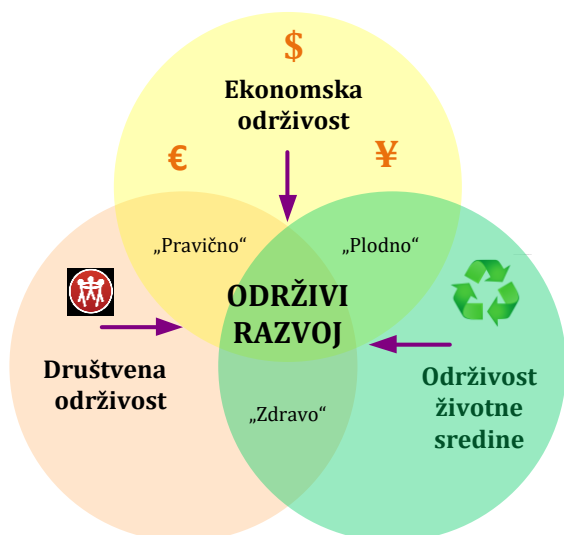 $
Ekonomska
održivost
€
¥
„Pravično“
„Plodno“
ODRŽIVI
RAZVOJ
Društvena
održivost
Održivost
životne
sredine
„Zdravo“